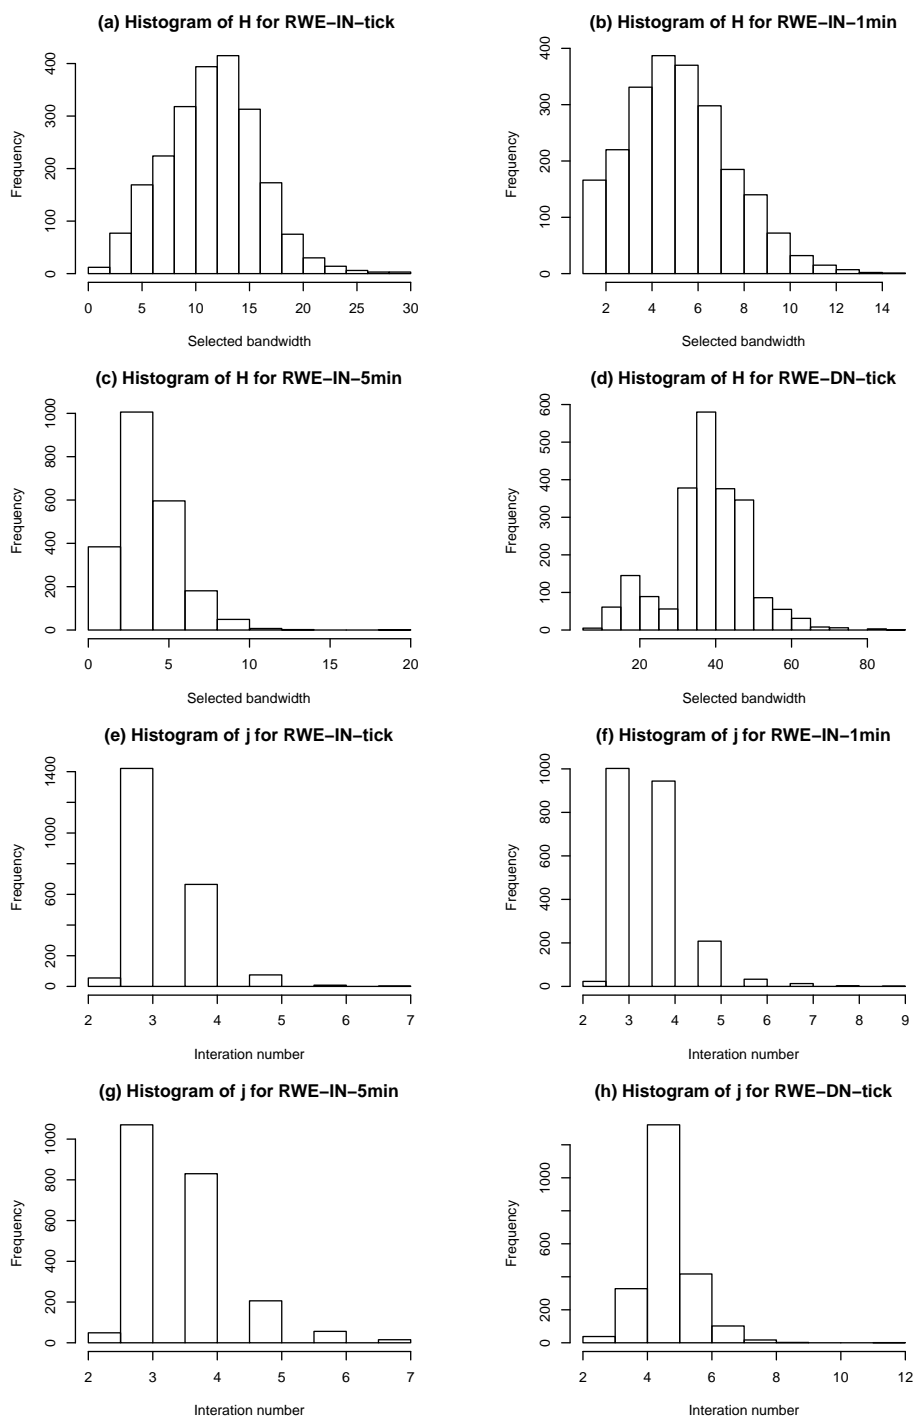 (a) Histogram of H for RWE−IN−tick
Frequency
0 100 200 300 400
0 5 10 15 20 25 30
Selected bandwidth
(b) Histogram of H for RWE−IN−1min
Frequency
0 100 200 300 400
2 4 6 8 10 12 14
Selected bandwidth
(c) Histogram of H for RWE−IN−5min
Frequency
0 200 400 600 800 1000
0 5 10 15 20
Selected bandwidth
(d) Histogram of H for RWE−DN−tick
Frequency
0 100 200 300 400 500 600
20 40 60 80
Selected bandwidth
(e) Histogram of j for RWE−IN−tick
Frequency
0 200 600 1000 1400
2 3 4 5 6 7
Interation number
(f) Histogram of j for RWE−IN−1min
Frequency
0 200 400 600 800 1000
2 3 4 5 6 7 8 9
Interation number
(g) Histogram of j for RWE−IN−5min
Frequency
0 200 400 600 800 1000
2 3 4 5 6 7
Interation number
(h) Histogram of j for RWE−DN−tick
Frequency
0 200 600 1000
2 4 6 8 10 12
Interation number